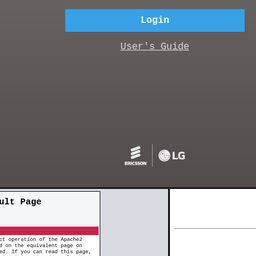 Login
User's Guide
ERICSSON
LG
ult Page
ct operation of the Apache2
d on the equivalent page on
ed. If you can read this page,